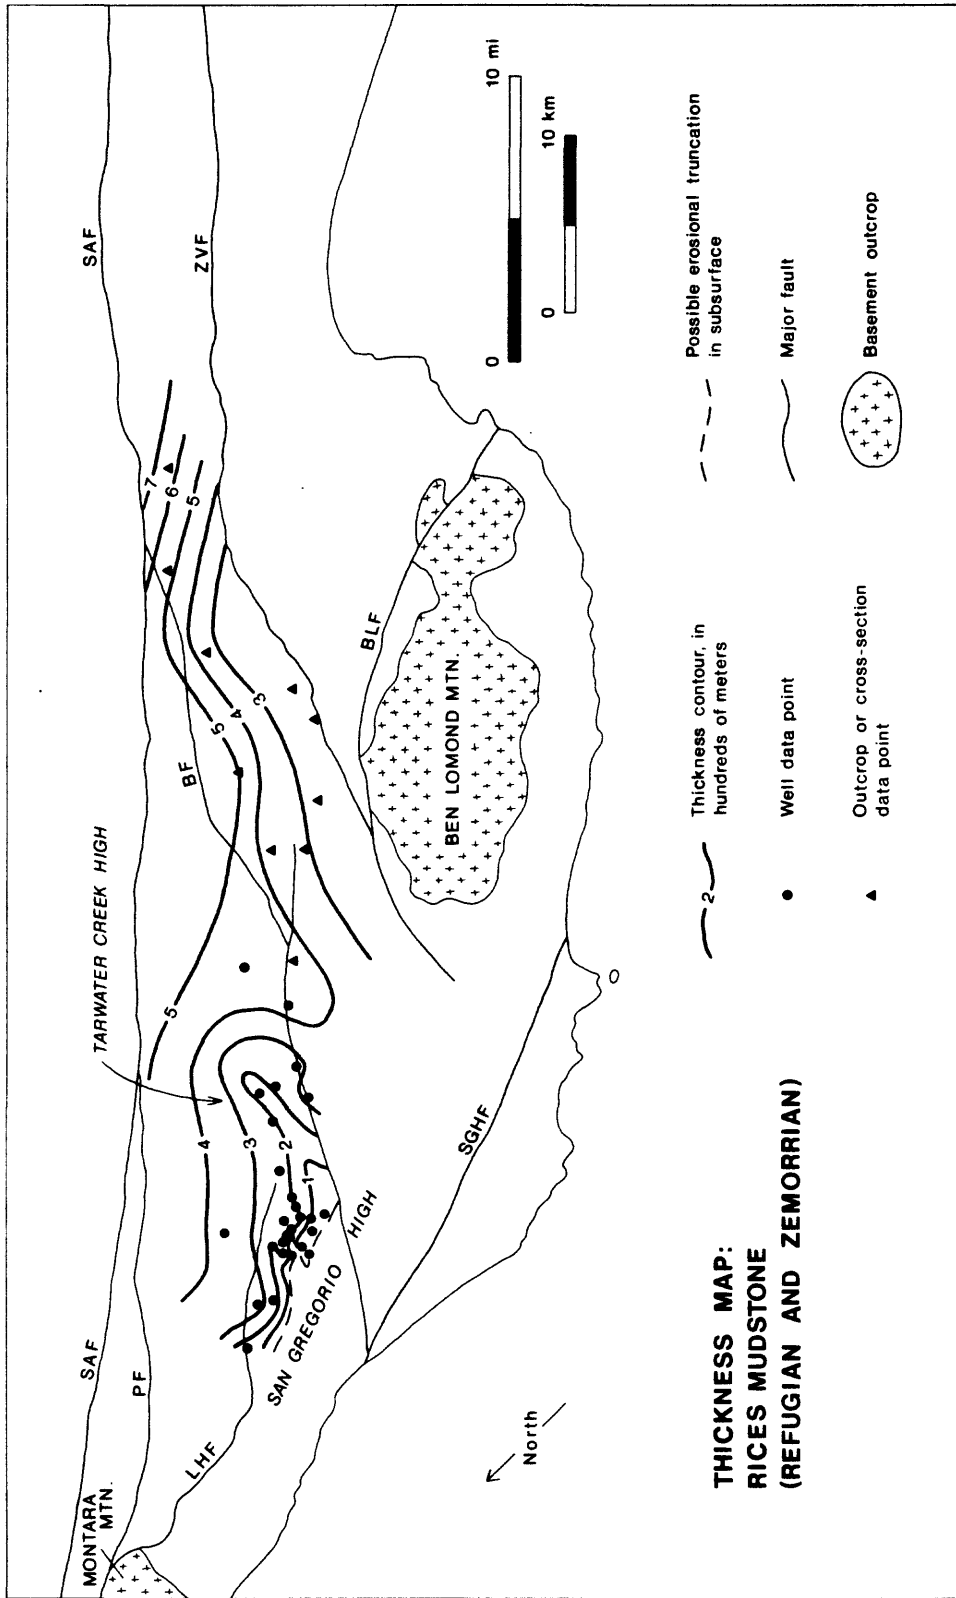 MONTARA
MTN.
SAF
PF
LHF
SAN GREGORIO
HIGH
TARWATER CREEK HIGH
SAF
ZVF
BF
BLF
SGHF
BEN LOMOND MTN.
4
3
2
1
5
5
4
3
7
6
5
North
0
10 mi
0
10 km
THICKNESS MAP:
RICES MUDSTONE
(REFUGIAN AND ZEMORRIAN)
2
Thickness contour, in
hundreds of meters
Well data point
Outcrop or cross-section
data point
Possible erosional truncation
in subsurface
Major fault
Basement outcrop